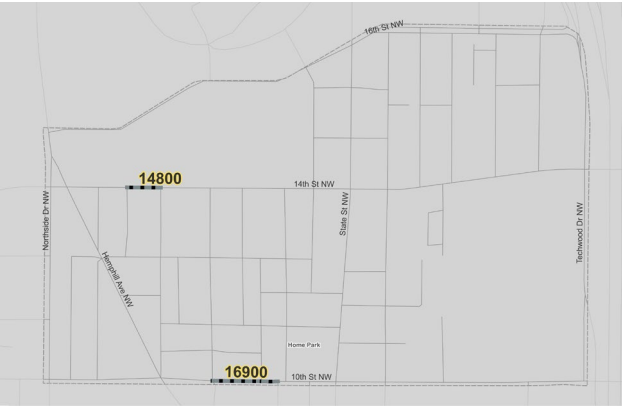 16th St NW
14800
14th St NW
Northside Dr NW
State St NW
Techwood Dr NW
Hemphill Ave NW
Home Park
16900
10th St NW